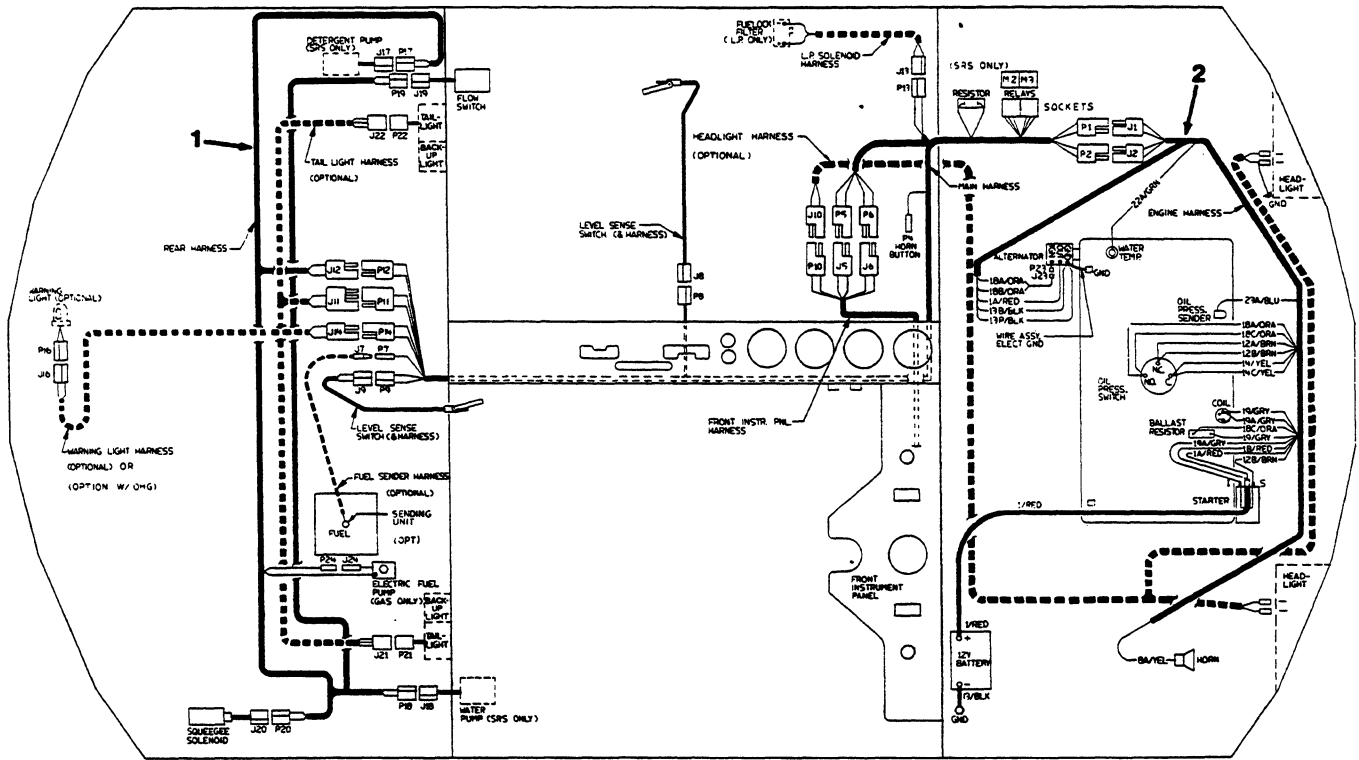 DETERGENT PUMP
(SRS ONLY)
J17 P17
P19 J19
FLOW
SWITCH
1
J22 P22
TAIL-
LIGHT
BACK-
UP
LIGHT
TAIL LIGHT HARNESS
(OPTIONAL)
REAR HARNESS
J12 P12
J11 P11
J14 P14
J7 P7
J9 P9
WARNING
LIGHT (OPTIONAL)
P16
J16
WARNING LIGHT HARNESS
(OPTIONAL) OR
(OPTION W/ OHG)
LEVEL SENSE
SWITCH (& HARNESS)
FUEL SENDER HARNESS
(OPTIONAL)
SENDING
UNIT
(OPT)
FUEL
P24 J24
ELECTRIC FUEL
PUMP
(GAS ONLY)
BACK-
UP
LIGHT
TAIL-
LIGHT
J21 P21
P18 J18
WATER
PUMP (SRS ONLY)
SQUEEGEE
SOLENOID
J20 P20
FUELOCK
FILTER
(L.P. ONLY)
L.P. SOLENOID
HARNESS
J13
P13
HEADLIGHT HARNESS
(OPTIONAL)
LEVEL SENSE
SWITCH (& HARNESS)
J8
P8
J10 P5 P6
P10 J5 J6
P4
HORN
BUTTON
MAIN HARNESS
FRONT INSTR. PNL
HARNESS
FRONT
INSTRUMENT
PANEL
(SRS ONLY)
M2 M3
RESISTOR
RELAYS
SOCKETS
P1 J1
P2 J2
2
22A/GRN
ENGINE HARNESS
HEAD-
LIGHT
GND
WATER
TEMP.
ALTERNATOR
P23
J23
GND
18A/ORA
18B/ORA
1A/RED
13B/BLK
13P/BLK
WIRE ASSY.
ELECT GND
OIL
PRESS.
SENDER
23A/BLU
18A/ORA
18C/ORA
12A/BRN
12B/BRN
14/YEL
14C/YEL
N.C.
N.O.
C
OIL
PRESS.
SWITCH
COIL
19/GRY
19A/GRY
18C/ORA
19/GRY
1B/RED
12B/BRN
BALLAST
RESISTOR
19A/GRY
1A/RED
S
STARTER
1/RED
HEAD-
LIGHT
1/RED
+
12V
BATTERY
-
13/BLK
GND
8A/YEL
HORN